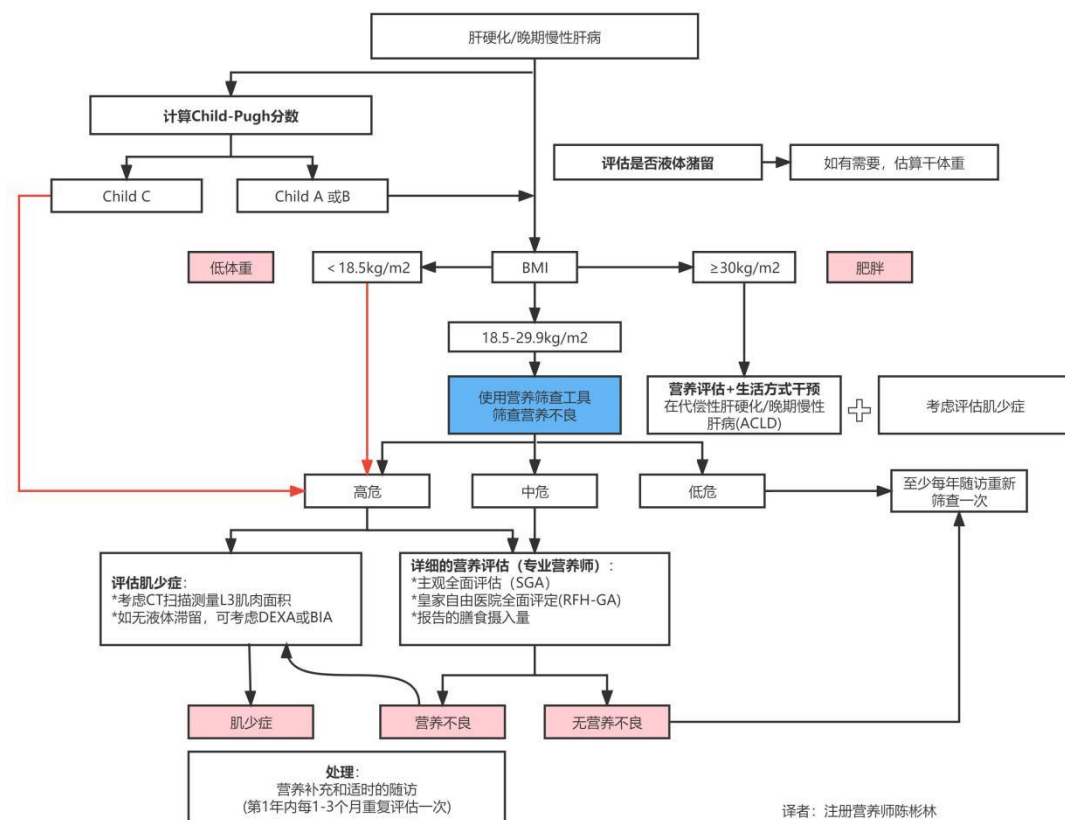 肝硬化/晚期慢性肝病
计算Child-Pugh分数
评估是否液体潴留
如有需要，估算干体重
Child C
Child A 或B
低体重
＜18.5kg/m2
BMI
≥30kg/m2
肥胖
18.5-29.9kg/m2
使用营养筛查工具
筛查营养不良
营养评估+生活方式干预
在代偿性肝硬化/晚期慢性
肝病(ACLD)
考虑评估肌少症
高危
中危
低危
至少每年随访重新
筛查一次
评估肌少症：
*考虑CT扫描测量L3肌肉面积
*如无液体滞留，可考虑DEXA或BIA
详细的营养评估（专业营养师）：
*主观全面评估（SGA）
*皇家自由医院全面评定(RFH-GA)
*报告的膳食摄入量
肌少症
营养不良
无营养不良
处理：
营养补充和适时的随访
(第1年内每1-3个月重复评估一次)
译者：注册营养师陈彬林